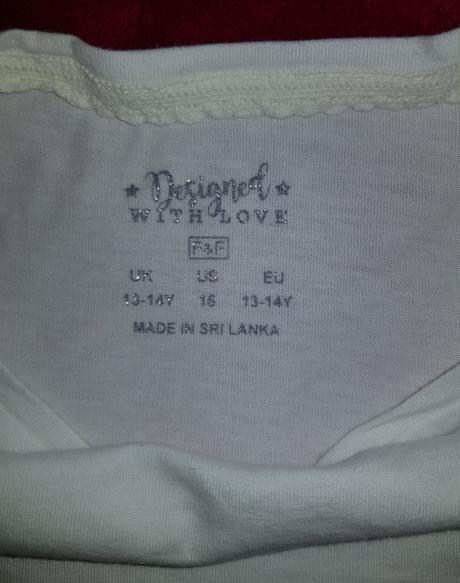 Designed
WITH LOVE
F&F
UK US EU
13-14Y 16 13-14Y
MADE IN SRI LANKA